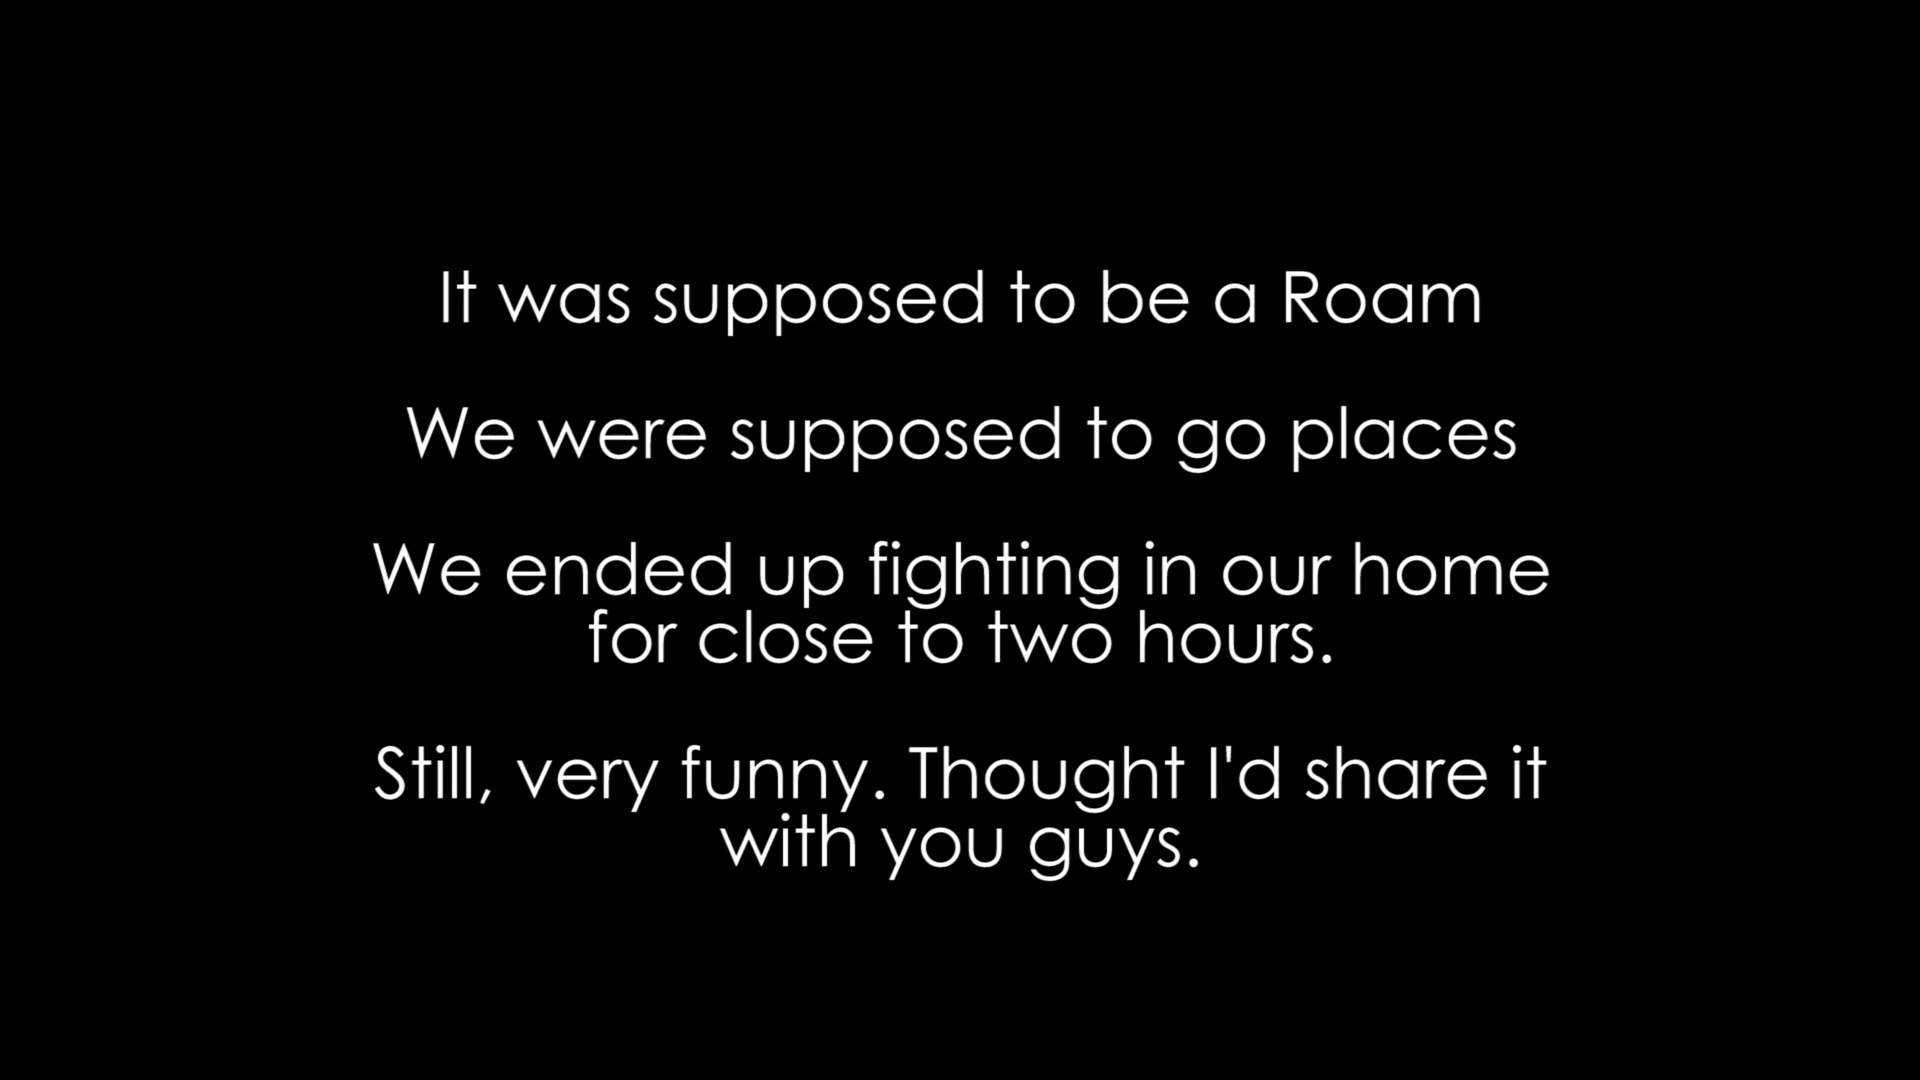 It was supposed to be a Roam
We were supposed to go places
We ended up fighting in our home
for close to two hours.
Still, very funny. Thought I'd share it
with you guys.